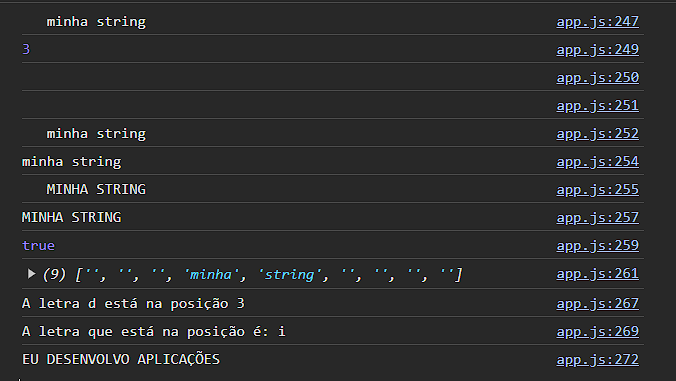 minha string app.js:247
3 app.js:249
app.js:250
app.js:251
minha string app.js:252
minha string app.js:254
MINHA STRING app.js:255
MINHA STRING app.js:257
true app.js:259
▶ (9) ['', '', '', 'minha', 'string', '', '', '', ''] app.js:261
A letra d está na posição 3 app.js:267
A letra que está na posição é: i app.js:269
EU DESENVOLVO APLICAÇÕES app.js:272